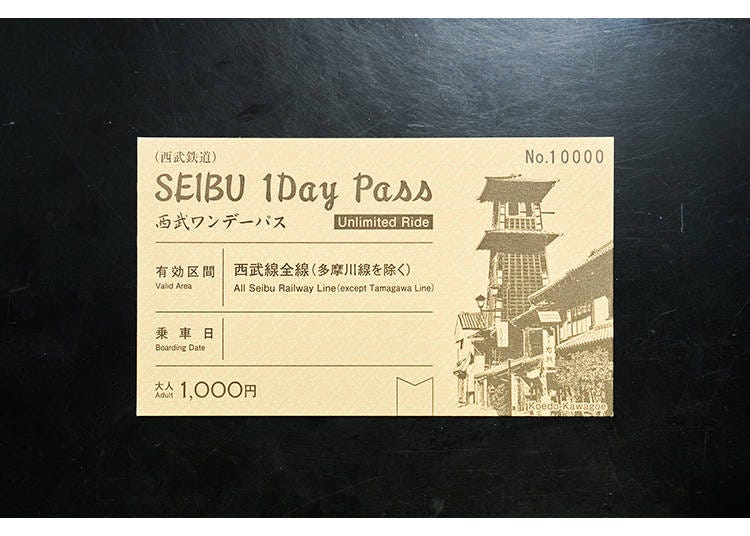 (西武鉄道)
No.10000
SEIBU 1Day Pass
西武ワンデーパス
Unlimited Ride
有効区間
Valid Area
西武線全線(多摩川線を除く)
All Seibu Railway Line(except Tamagawa Line)
乗車日
Boarding Date
大人
Adult
1,000円
Koedo-Kawagoe